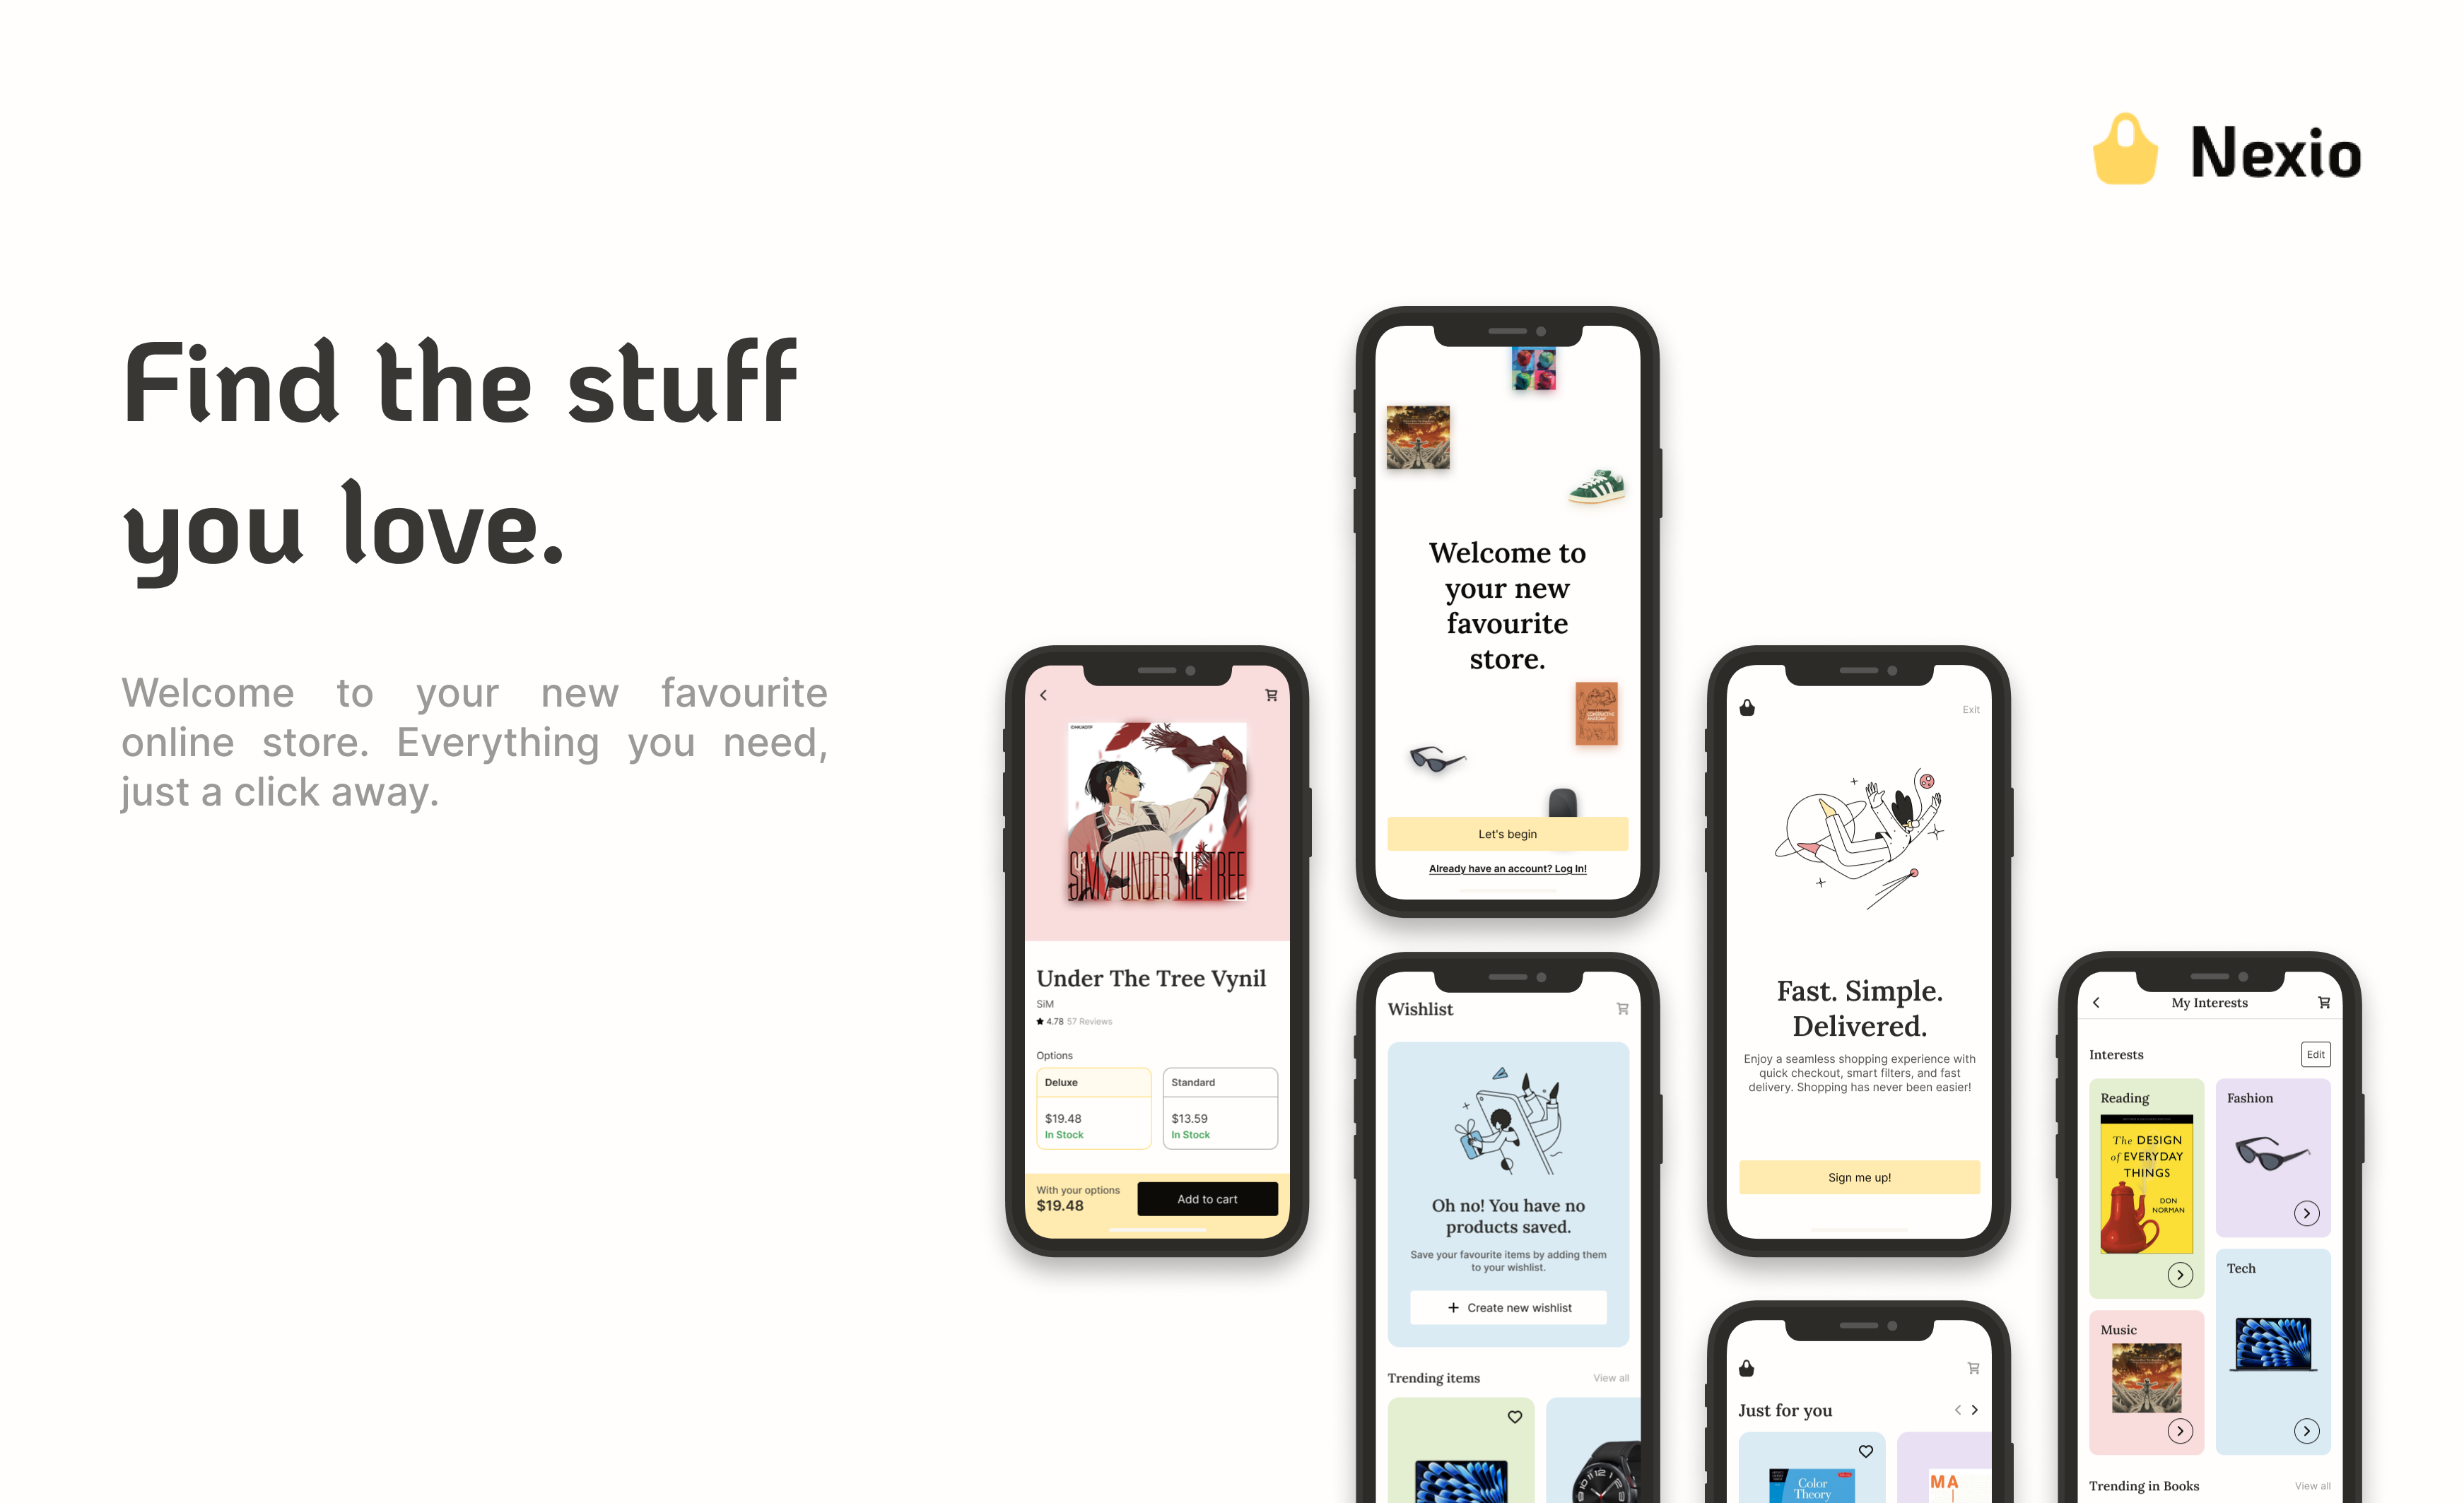 Nexio
Find the stuff
you love.
Welcome to your new favourite
online store. Everything you need,
just a click away.
©HK/AOTF
SiM / UNDER THE TREE
Under The Tree Vynil
SiM
4.78 57 Reviews
Options
Deluxe
$19.48
In Stock
Standard
$13.59
In Stock
With your options
$19.48
Add to cart
Welcome to
your new
favourite
store.
CONSTRUCTIVE
ANATOMY
Let's begin
Already have an account? Log In!
Wishlist
Oh no! You have no
products saved.
Save your favourite items by adding them
to your wishlist.
+ Create new wishlist
Trending items
View all
Exit
Fast. Simple.
Delivered.
Enjoy a seamless shopping experience with
quick checkout, smart filters, and fast
delivery. Shopping has never been easier!
Sign me up!
Just for you
Color
Theory
MA
My Interests
Interests
Edit
Reading
The DESIGN
of EVERYDAY
THINGS
DON
NORMAN
Fashion
Tech
Music
Trending in Books
View all